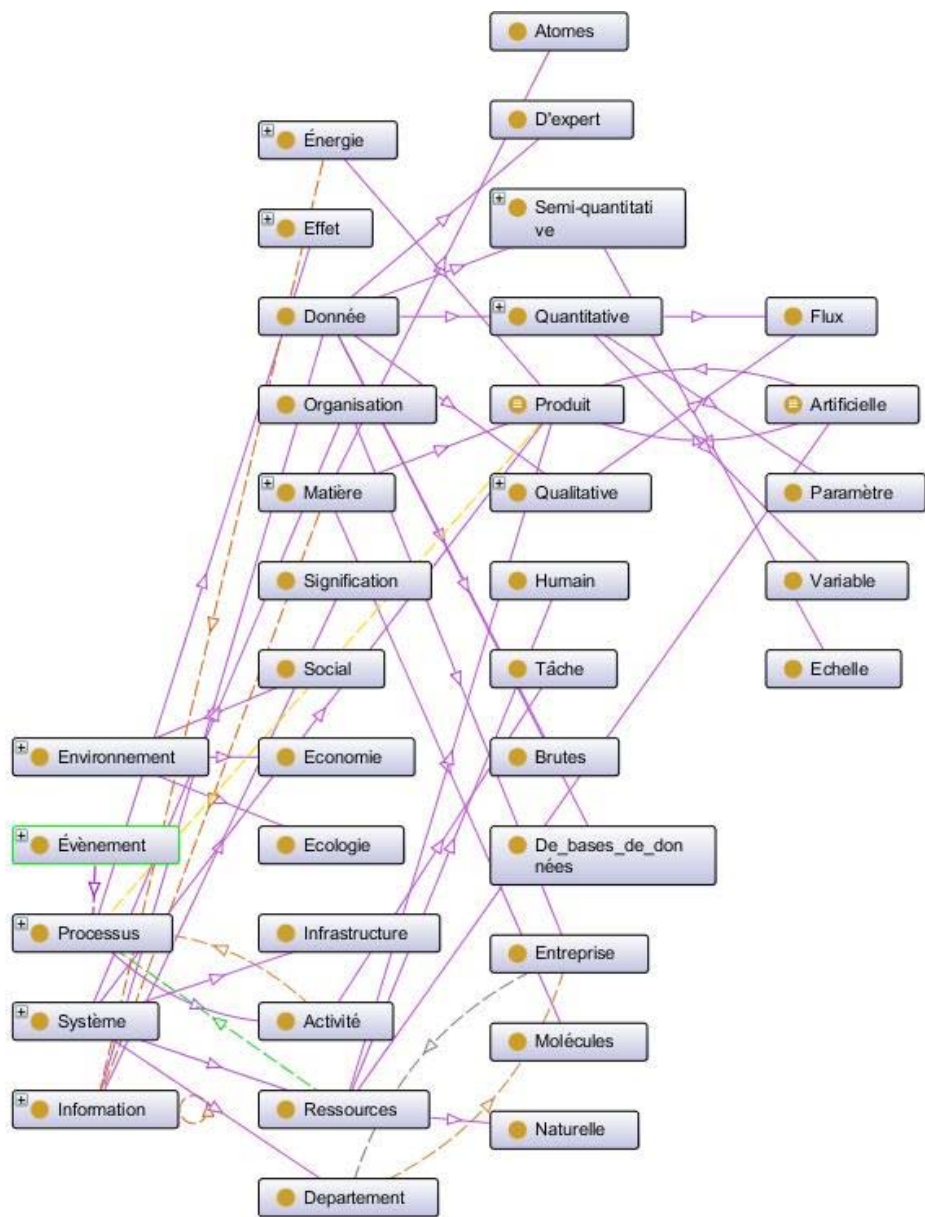 Atomes
D'expert
Énergie
Semi-quantitati
ve
Effet
Donnée
Quantitative
Flux
Organisation
Produit
Artificielle
Matière
Qualitative
Paramètre
Signification
Humain
Variable
Social
Tâche
Echelle
Environnement
Economie
Brutes
Évènement
Ecologie
De_bases_de_don
nées
Processus
Infrastructure
Entreprise
Système
Activité
Molécules
Information
Ressources
Naturelle
Departement